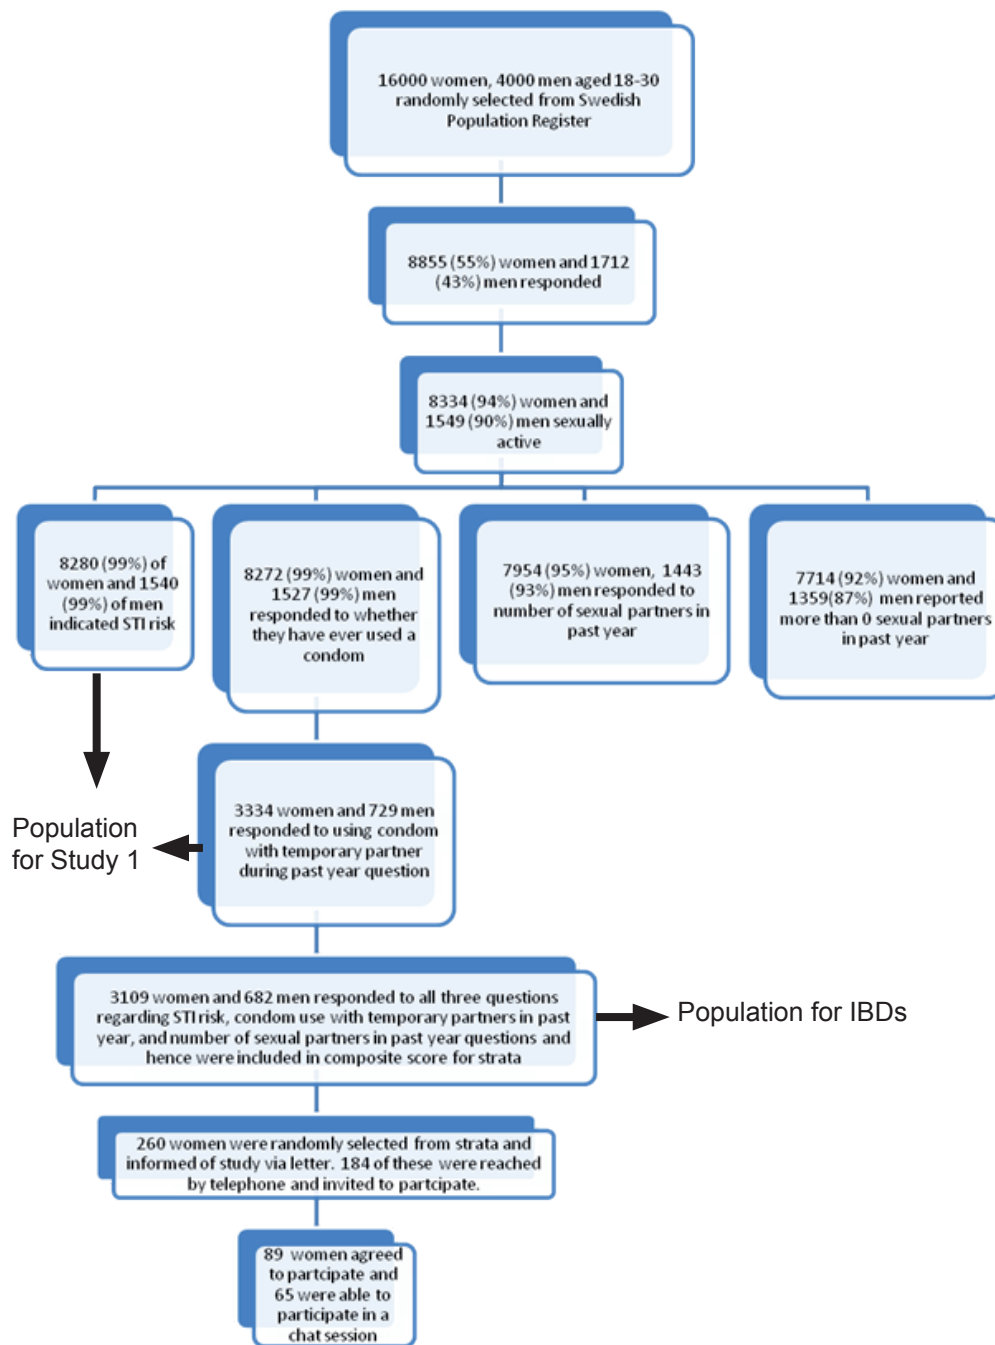 16000 women, 4000 men aged 18-30
randomly selected from Swedish
Population Register
8855 (55%) women and 1712
(43%) men responded
8334 (94%) women and
1549 (90%) men sexually
active
8280 (99%) of
women and 1540
(99%) of men
indicated STI risk
8272 (99%) women and
1527 (99%) men
responded to whether
they have ever used a
condom
7954 (95%) women, 1443
(93%) men responded to
number of sexual partners in
past year
7714 (92%) women and
1359(87%) men reported
more than 0 sexual partners
in past year
3334 women and 729 men
responded to using condom
with temporary partner
during past year question
Population
for Study 1
3109 women and 682 men responded to all three questions
regarding STI risk, condom use with temporary partners in past
year, and number of sexual partners in past year questions and
hence were included in composite score for strata
Population for IBDs
260 women were randomly selected from strata and
informed of study via letter. 184 of these were reached
by telephone and invited to partcipate.
89 women agreed
to partcipate and
65 were able to
participate in a
chat session